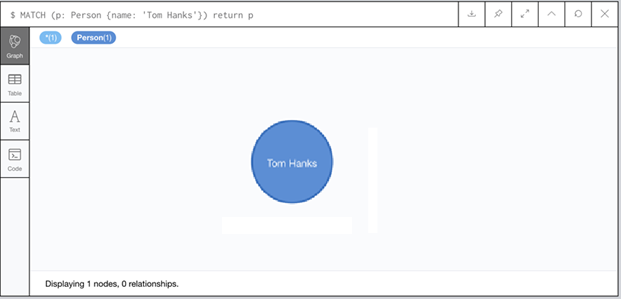 $ MATCH (p: Person {name: 'Tom Hanks'}) return p
*(1) Person(1)
Graph
Table
Text
Code
Tom Hanks
Displaying 1 nodes, 0 relationships.